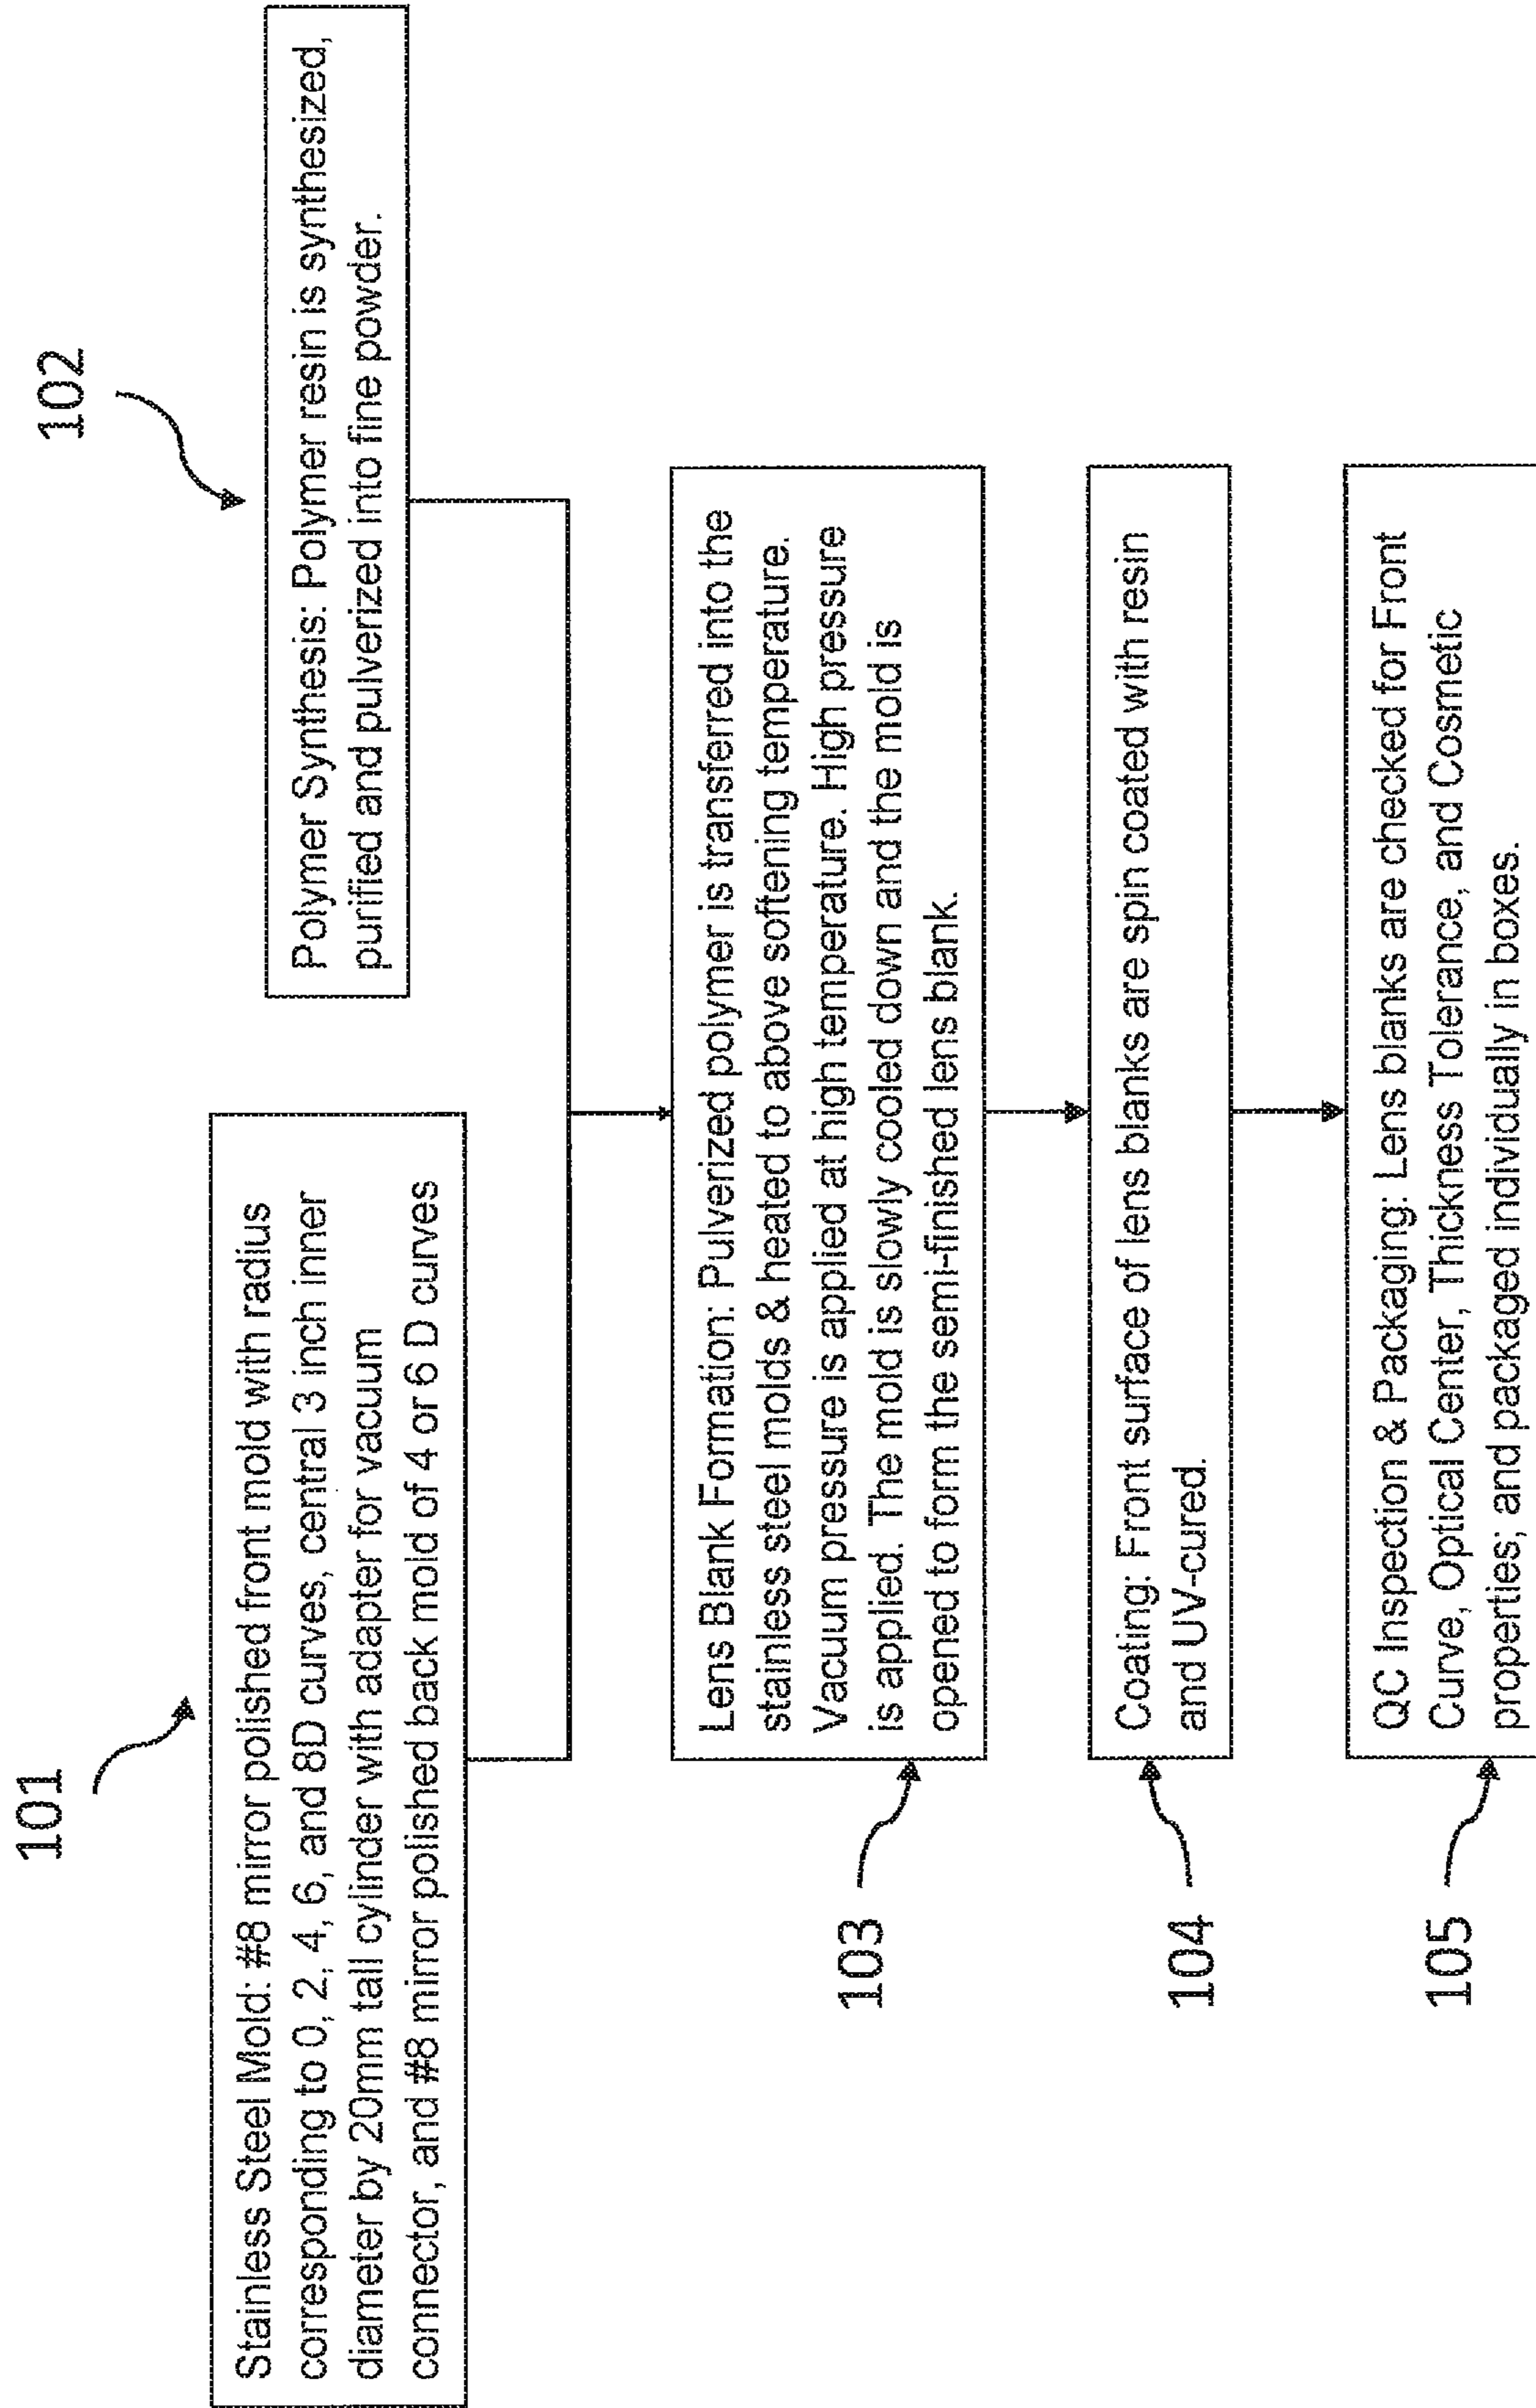 101
Stainless Steel Mold: #8 mirror polished front mold with radius
corresponding to 0, 2, 4, 6, and 8D curves, central 3 inch inner
diameter by 20mm tall cylinder with adapter for vacuum
connector, and #8 mirror polished back mold of 4 or 6 D curves
102
Polymer Synthesis: Polymer resin is synthesized,
purified and pulverized into fine powder.
103
Lens Blank Formation: Pulverized polymer is transferred into the
stainless steel molds & heated to above softening temperature.
Vacuum pressure is applied at high temperature. High pressure
is applied. The mold is slowly cooled down and the mold is
opened to form the semi-finished lens blank.
104
Coating: Front surface of lens blanks are spin coated with resin
and UV-cured.
105
QC Inspection & Packaging: Lens blanks are checked for Front
Curve, Optical Center, Thickness Tolerance, and Cosmetic
properties; and packaged individually in boxes.